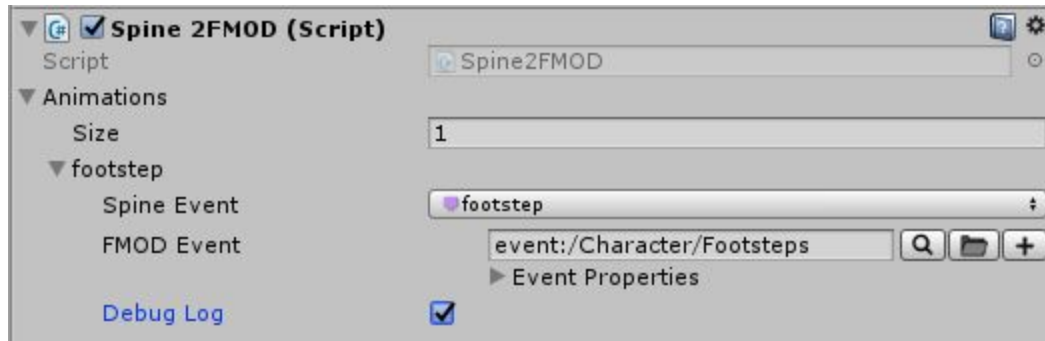 Spine 2FMOD (Script)
Script Spine2FMOD
Animations
Size 1
footstep
Spine Event footstep
FMOD Event event:/Character/Footsteps
Event Properties
Debug Log